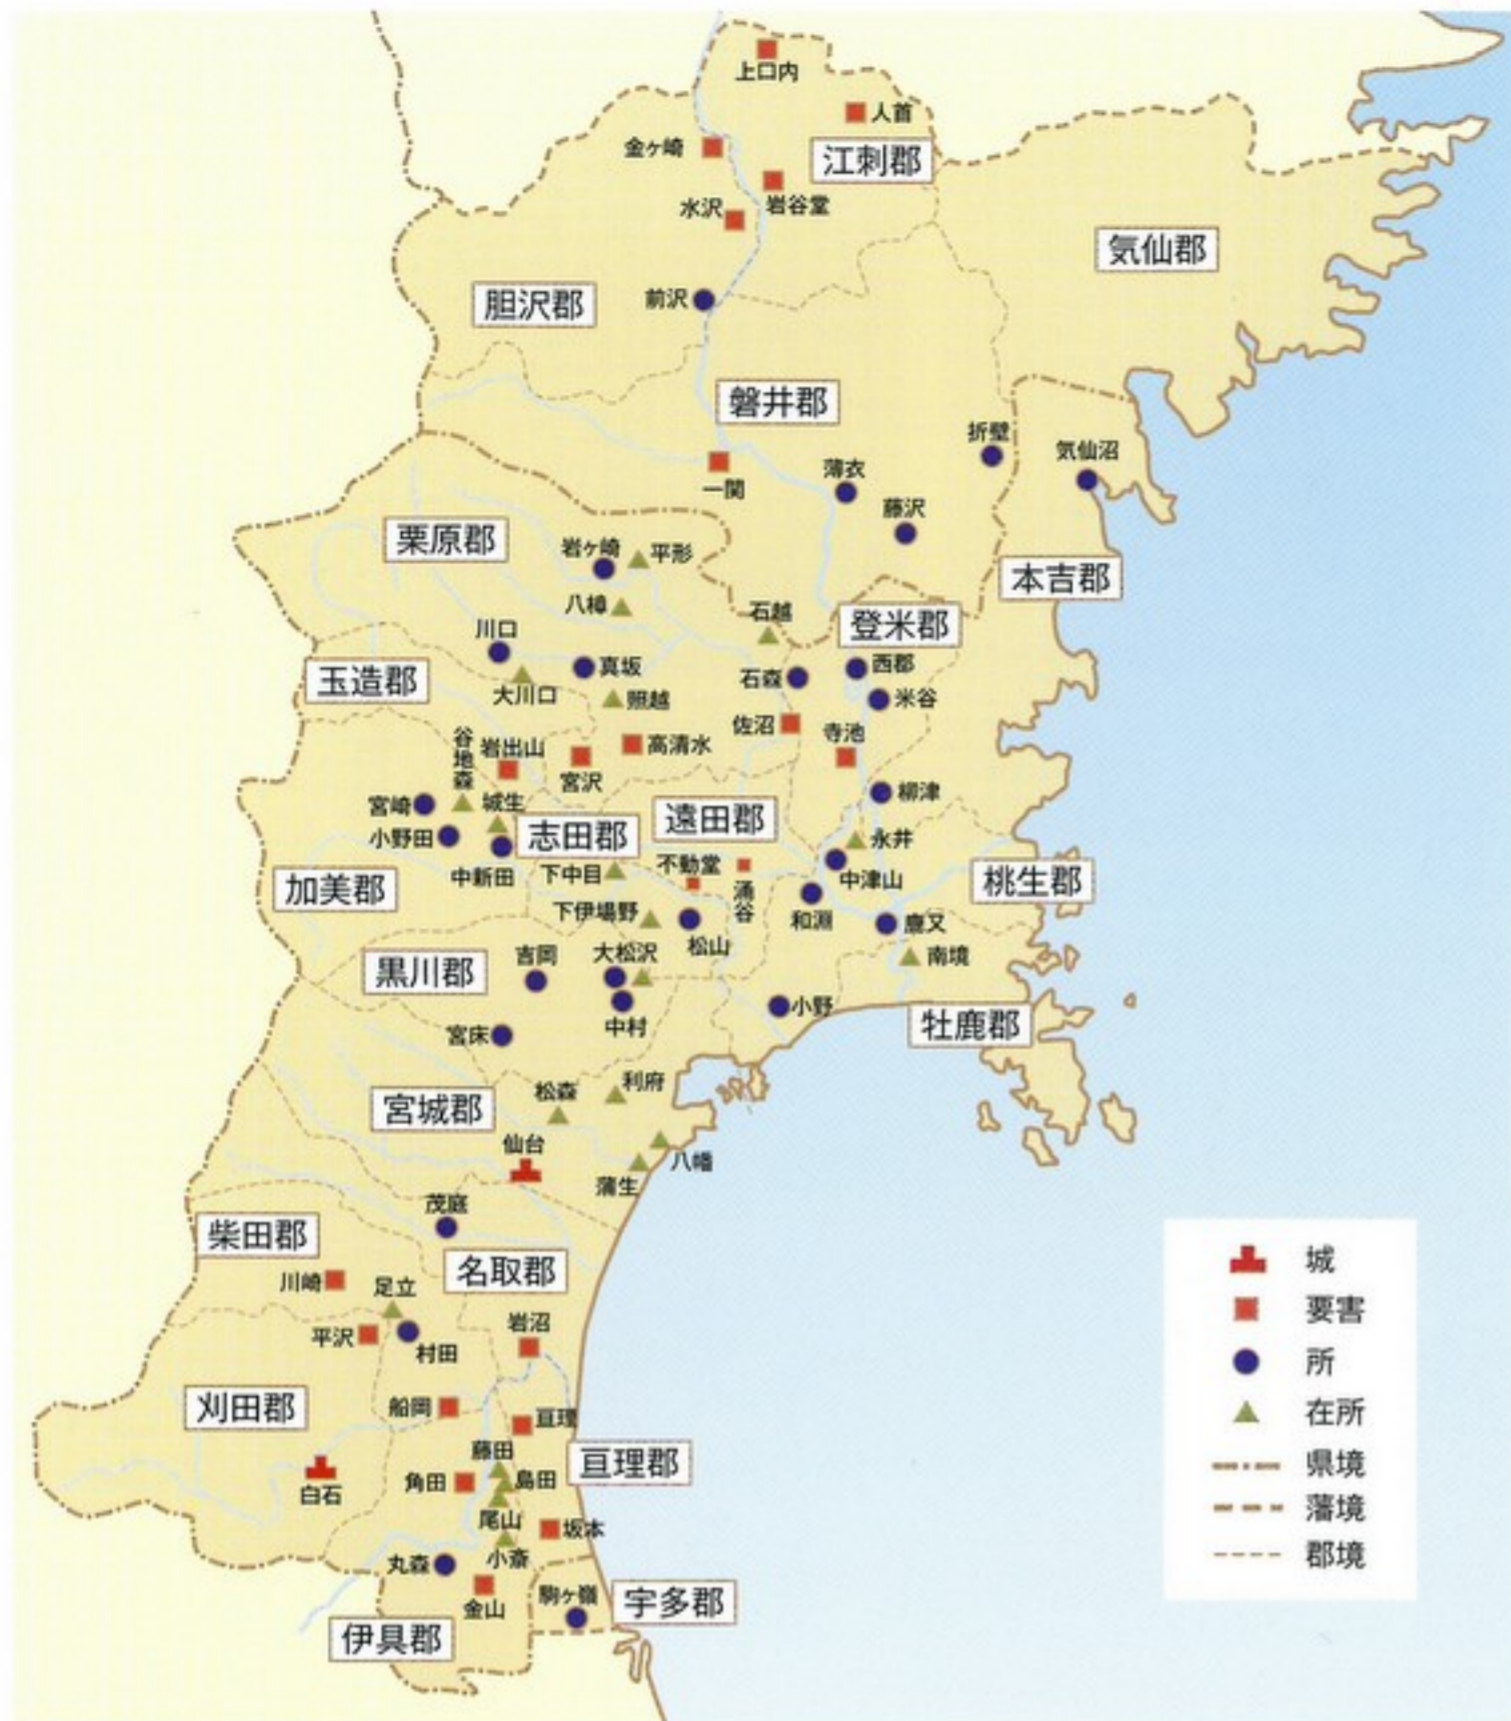 上口内
人首
金ヶ崎
江刺郡
岩谷堂
水沢
気仙郡
胆沢郡
前沢
磐井郡
折壁
気仙沼
一関
薄衣
藤沢
栗原郡
岩ヶ崎
平形
本吉郡
八樟
石越
登米郡
川口
真坂
西郡
玉造郡
大川口
石森
米谷
照越
佐沼
寺池
谷地森
岩出山
高清水
宮沢
柳津
宮崎
城生
志田郡
遠田郡
小野田
永井
中新田
下中目
不動堂
涌谷
中津山
桃生郡
加美郡
下伊場野
松山
和淵
鹿又
黒川郡
吉岡
大松沢
南境
中村
小野
牡鹿郡
宮床
宮城郡
松森
利府
仙台
八幡
蒲生
茂庭
柴田郡
名取郡
川崎
足立
平沢
村田
岩沼
刈田郡
船岡
亘理
藤田
亘理郡
白石
角田
島田
尾山
坂本
丸森
小斎
金山
駒ヶ嶺
宇多郡
伊具郡
城
要害
所
在所
県境
藩境
郡境